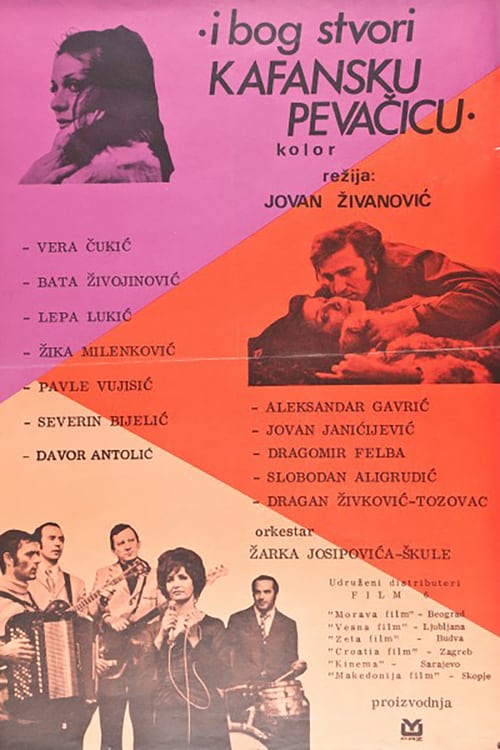 · i bog stvori
KAFANSKU
PEVAČICU ·
kolor
režija:
JOVAN ŽIVANOVIĆ
- VERA ČUKIĆ
- BATA ŽIVOJINOVIĆ
- LEPA LUKIĆ
- ŽIKA MILENKOVIĆ
- PAVLE VUJISIĆ
- SEVERIN BIJELIĆ
- DAVOR ANTOLIĆ
- ALEKSANDAR GAVRIĆ
- JOVAN JANIĆIJEVIĆ
- DRAGOMIR FELBA
- SLOBODAN ALIGRUDIĆ
- DRAGAN ŽIVKOVIĆ-TOZOVAC
orkestar
ŽARKA JOSIPOVIĆA-ŠKULE
Udruženi distributeri
FILM 6
"Morava film" - Beograd
"Vesna film" - Ljubljana
"Zeta film" - Budva
"Croatia film" - Zagreb
"Kinema" - Sarajevo
"Makedonija film" - Skopje
proizvodnja